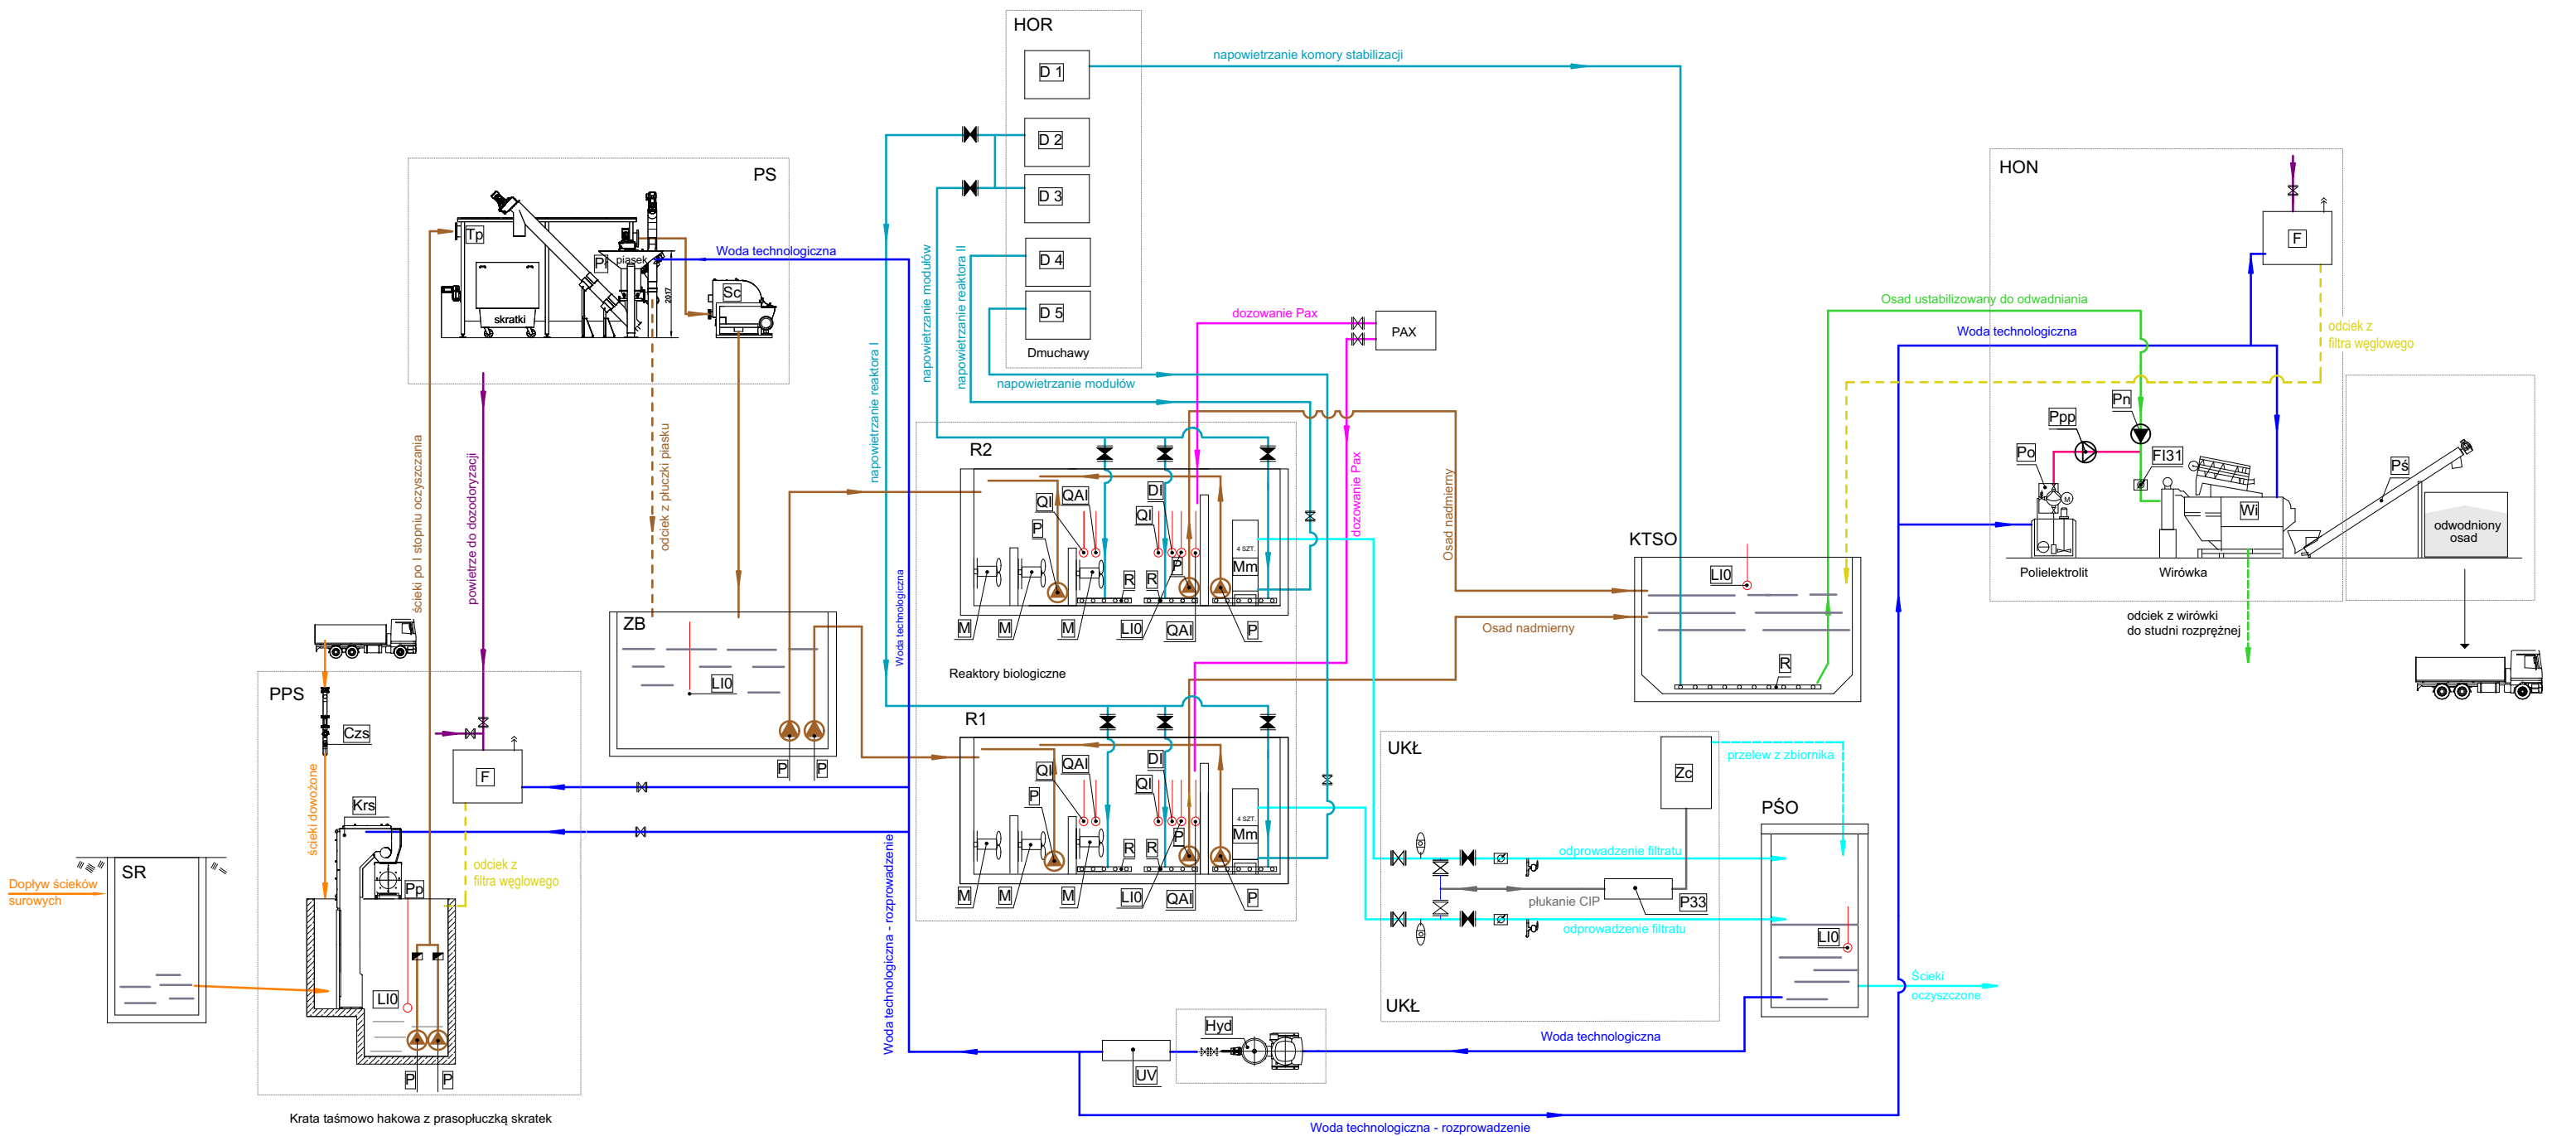 HOR
D 1
D 2
D 3
D 4
D 5
Dmuchawy
napowietrzanie komory stabilizacji
napowietrzanie modułów
napowietrzanie reaktora II
napowietrzanie reaktora I
napowietrzanie modułów
PS
Tp
Pł
piasek
2017
skratki
Sc
Woda technologiczna
ścieki po I stopniu oczyszczania
powietrze do dozodoryzacji
odciek z płuczki piasku
dozowanie Pax
PAX
dozowanie Pax
HON
F
Osad ustabilizowany do odwadniania
Woda technologiczna
odciek z
filtra węglowego
Pn
Ppp
Po
FI31
M
Wi
Pś
odwodniony
osad
Polielektrolit
Wirówka
odciek z wirówki
do studni rozprężnej
R2
QI
QAI
P
DI
QI
P
4 SZT.
Mm
R
R
M
M
M
LI0
QAI
P
Osad nadmierny
KTSO
LI0
R
Osad nadmierny
Reaktory biologiczne
ZB
LI0
P
P
Woda technologiczna
R1
QI
QAI
P
DI
QI
P
4 SZT.
Mm
R
R
M
M
M
LI0
QAI
P
PPS
Czs
ścieki dowożone
Krs
F
odciek z
filtra węglowego
Pp
LI0
P
P
Krata taśmowo hakowa z prasopłuczką skratek
SR
Dopływ ścieków
surowych
UKŁ
Zc
przelew z zbiornika
PŚO
odprowadzenie filtratu
płukanie CIP
P33
odprowadzenie filtratu
LI0
UKŁ
Ścieki
oczyszczone
Woda technologiczna - rozprowadzenie
Hyd
UV
Woda technologiczna
Woda technologiczna - rozprowadzenie